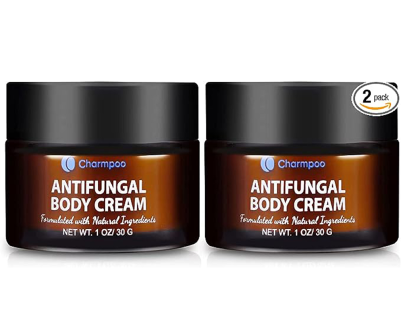 2 pack
Charmpoo
ANTIFUNGAL
BODY CREAM
Formulated with Natural Ingredients
NET WT. 1 OZ/ 30 G
Charmpoo
ANTIFUNGAL
BODY CREAM
Formulated with Natural Ingredients
NET WT. 1 OZ/ 30 G